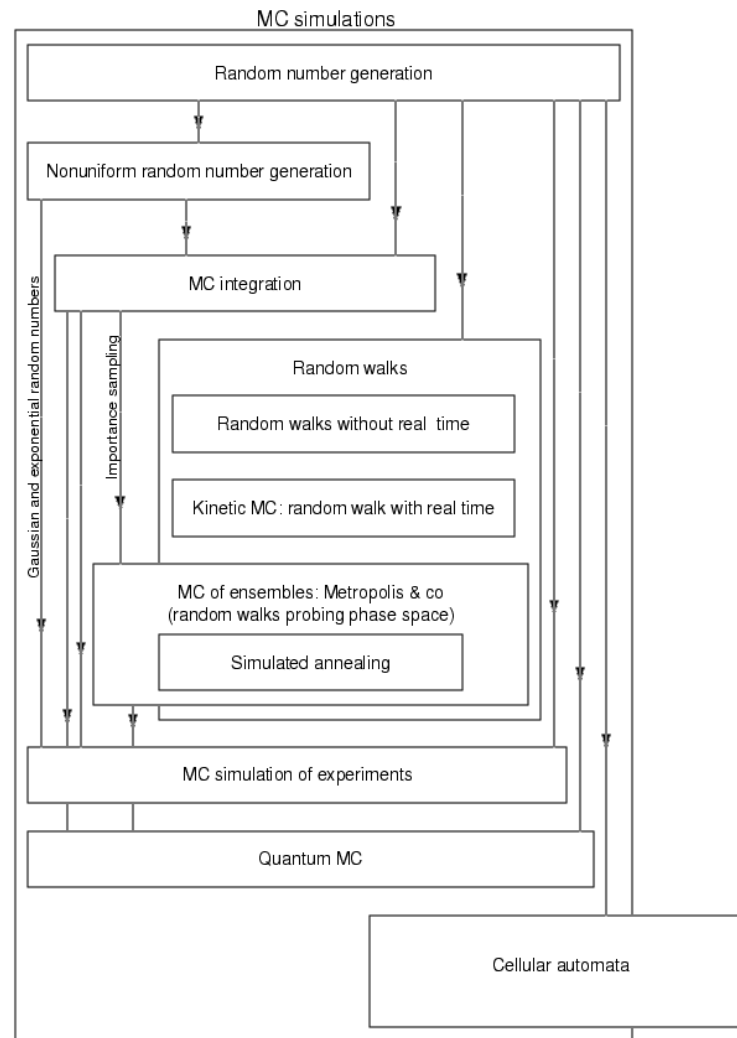 MC simulations
Random number generation
Nonuniform random number generation
MC integration
Gaussian and exponential random numbers
Importance sampling
Random walks
Random walks without real time
Kinetic MC: random walk with real time
MC of ensembles: Metropolis & co
(random walks probing phase space)
Simulated annealing
MC simulation of experiments
Quantum MC
Cellular automata